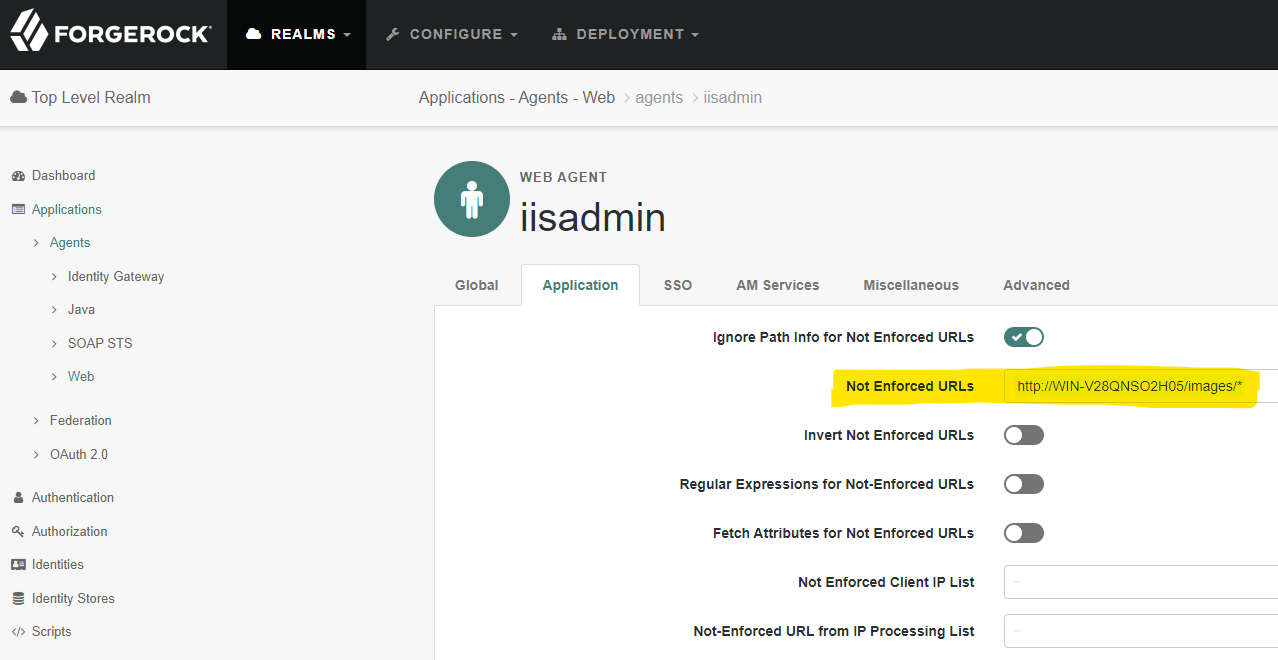 FORGEROCK REALMS CONFIGURE DEPLOYMENT
Top Level Realm Applications - Agents - Web agents iisadmin
Dashboard
Applications
Agents
Identity Gateway
Java
SOAP STS
Web
Federation
OAuth 2.0
Authentication
Authorization
Identities
Identity Stores
Scripts
WEB AGENT
iisadmin
Global Application SSO AM Services Miscellaneous Advanced
Ignore Path Info for Not Enforced URLs
Not Enforced URLs http://WIN-V28QNSO2H05/images/*
Invert Not Enforced URLs
Regular Expressions for Not-Enforced URLs
Fetch Attributes for Not Enforced URLs
Not Enforced Client IP List
Not-Enforced URL from IP Processing List